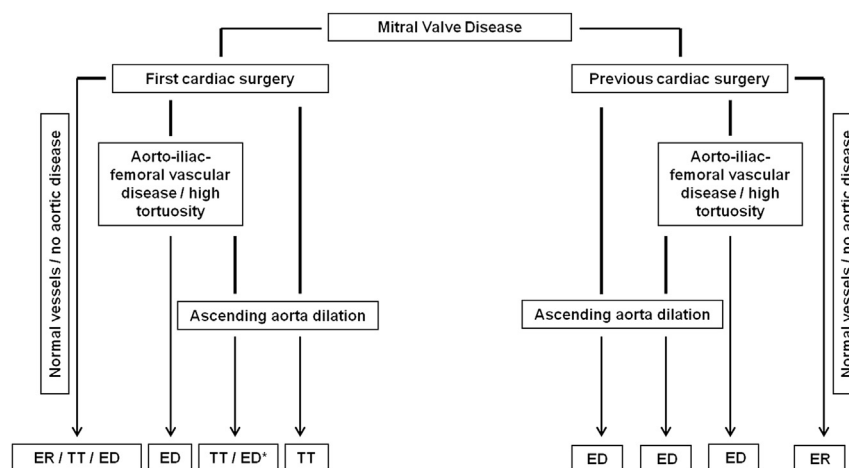 Mitral Valve Disease
First cardiac surgery
Previous cardiac surgery
Normal vessels / no aortic disease
Aorto-iliac-
femoral vascular
disease / high
tortuosity
Aorto-iliac-
femoral vascular
disease / high
tortuosity
Normal vessels / no aortic disease
Ascending aorta dilation
Ascending aorta dilation
ER / TT / ED
ED
TT / ED*
TT
ED
ED
ED
ER